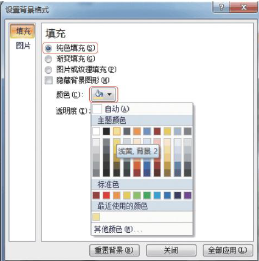 设置背景格式
填充
图片
填充
纯色填充(S)
渐变填充(G)
图片或纹理填充(P)
隐藏背景图形(H)
颜色(C):
自动(A)
透明度(T):
主题颜色
浅黄, 背景 2
标准色
最近使用的颜色
其他颜色(M)...
重置背景(B)
关闭
全部应用(L)